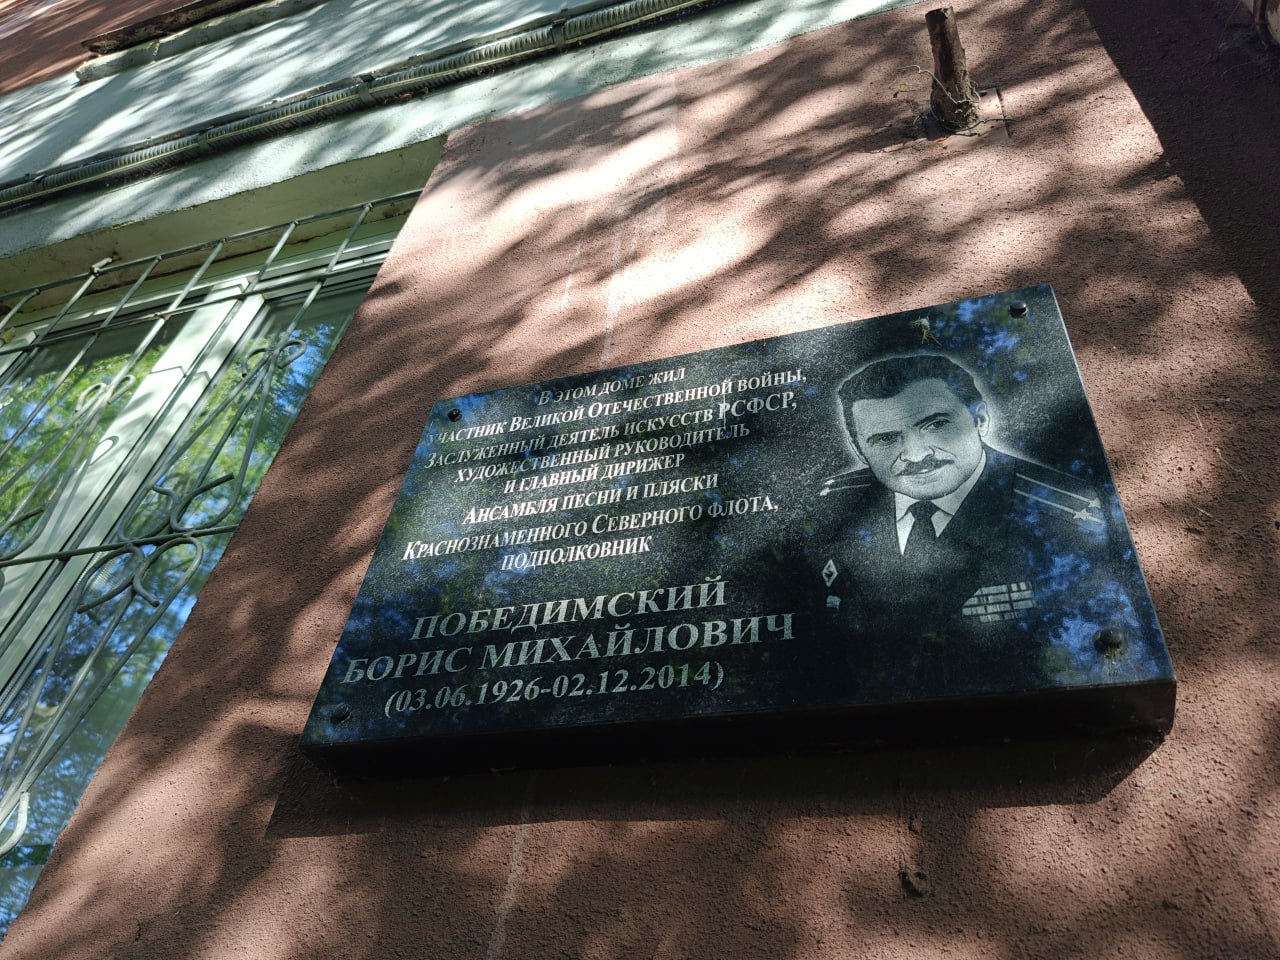 В этом доме жил
участник Великой Отечественной войны,
Заслуженный деятель искусств РСФСР,
художественный руководитель
и главный дирижер
Ансамбля песни и пляски
Краснознаменного Северного флота,
подполковник
ПОБЕДИМСКИЙ
БОРИС МИХАЙЛОВИЧ
(03.06.1926-02.12.2014)